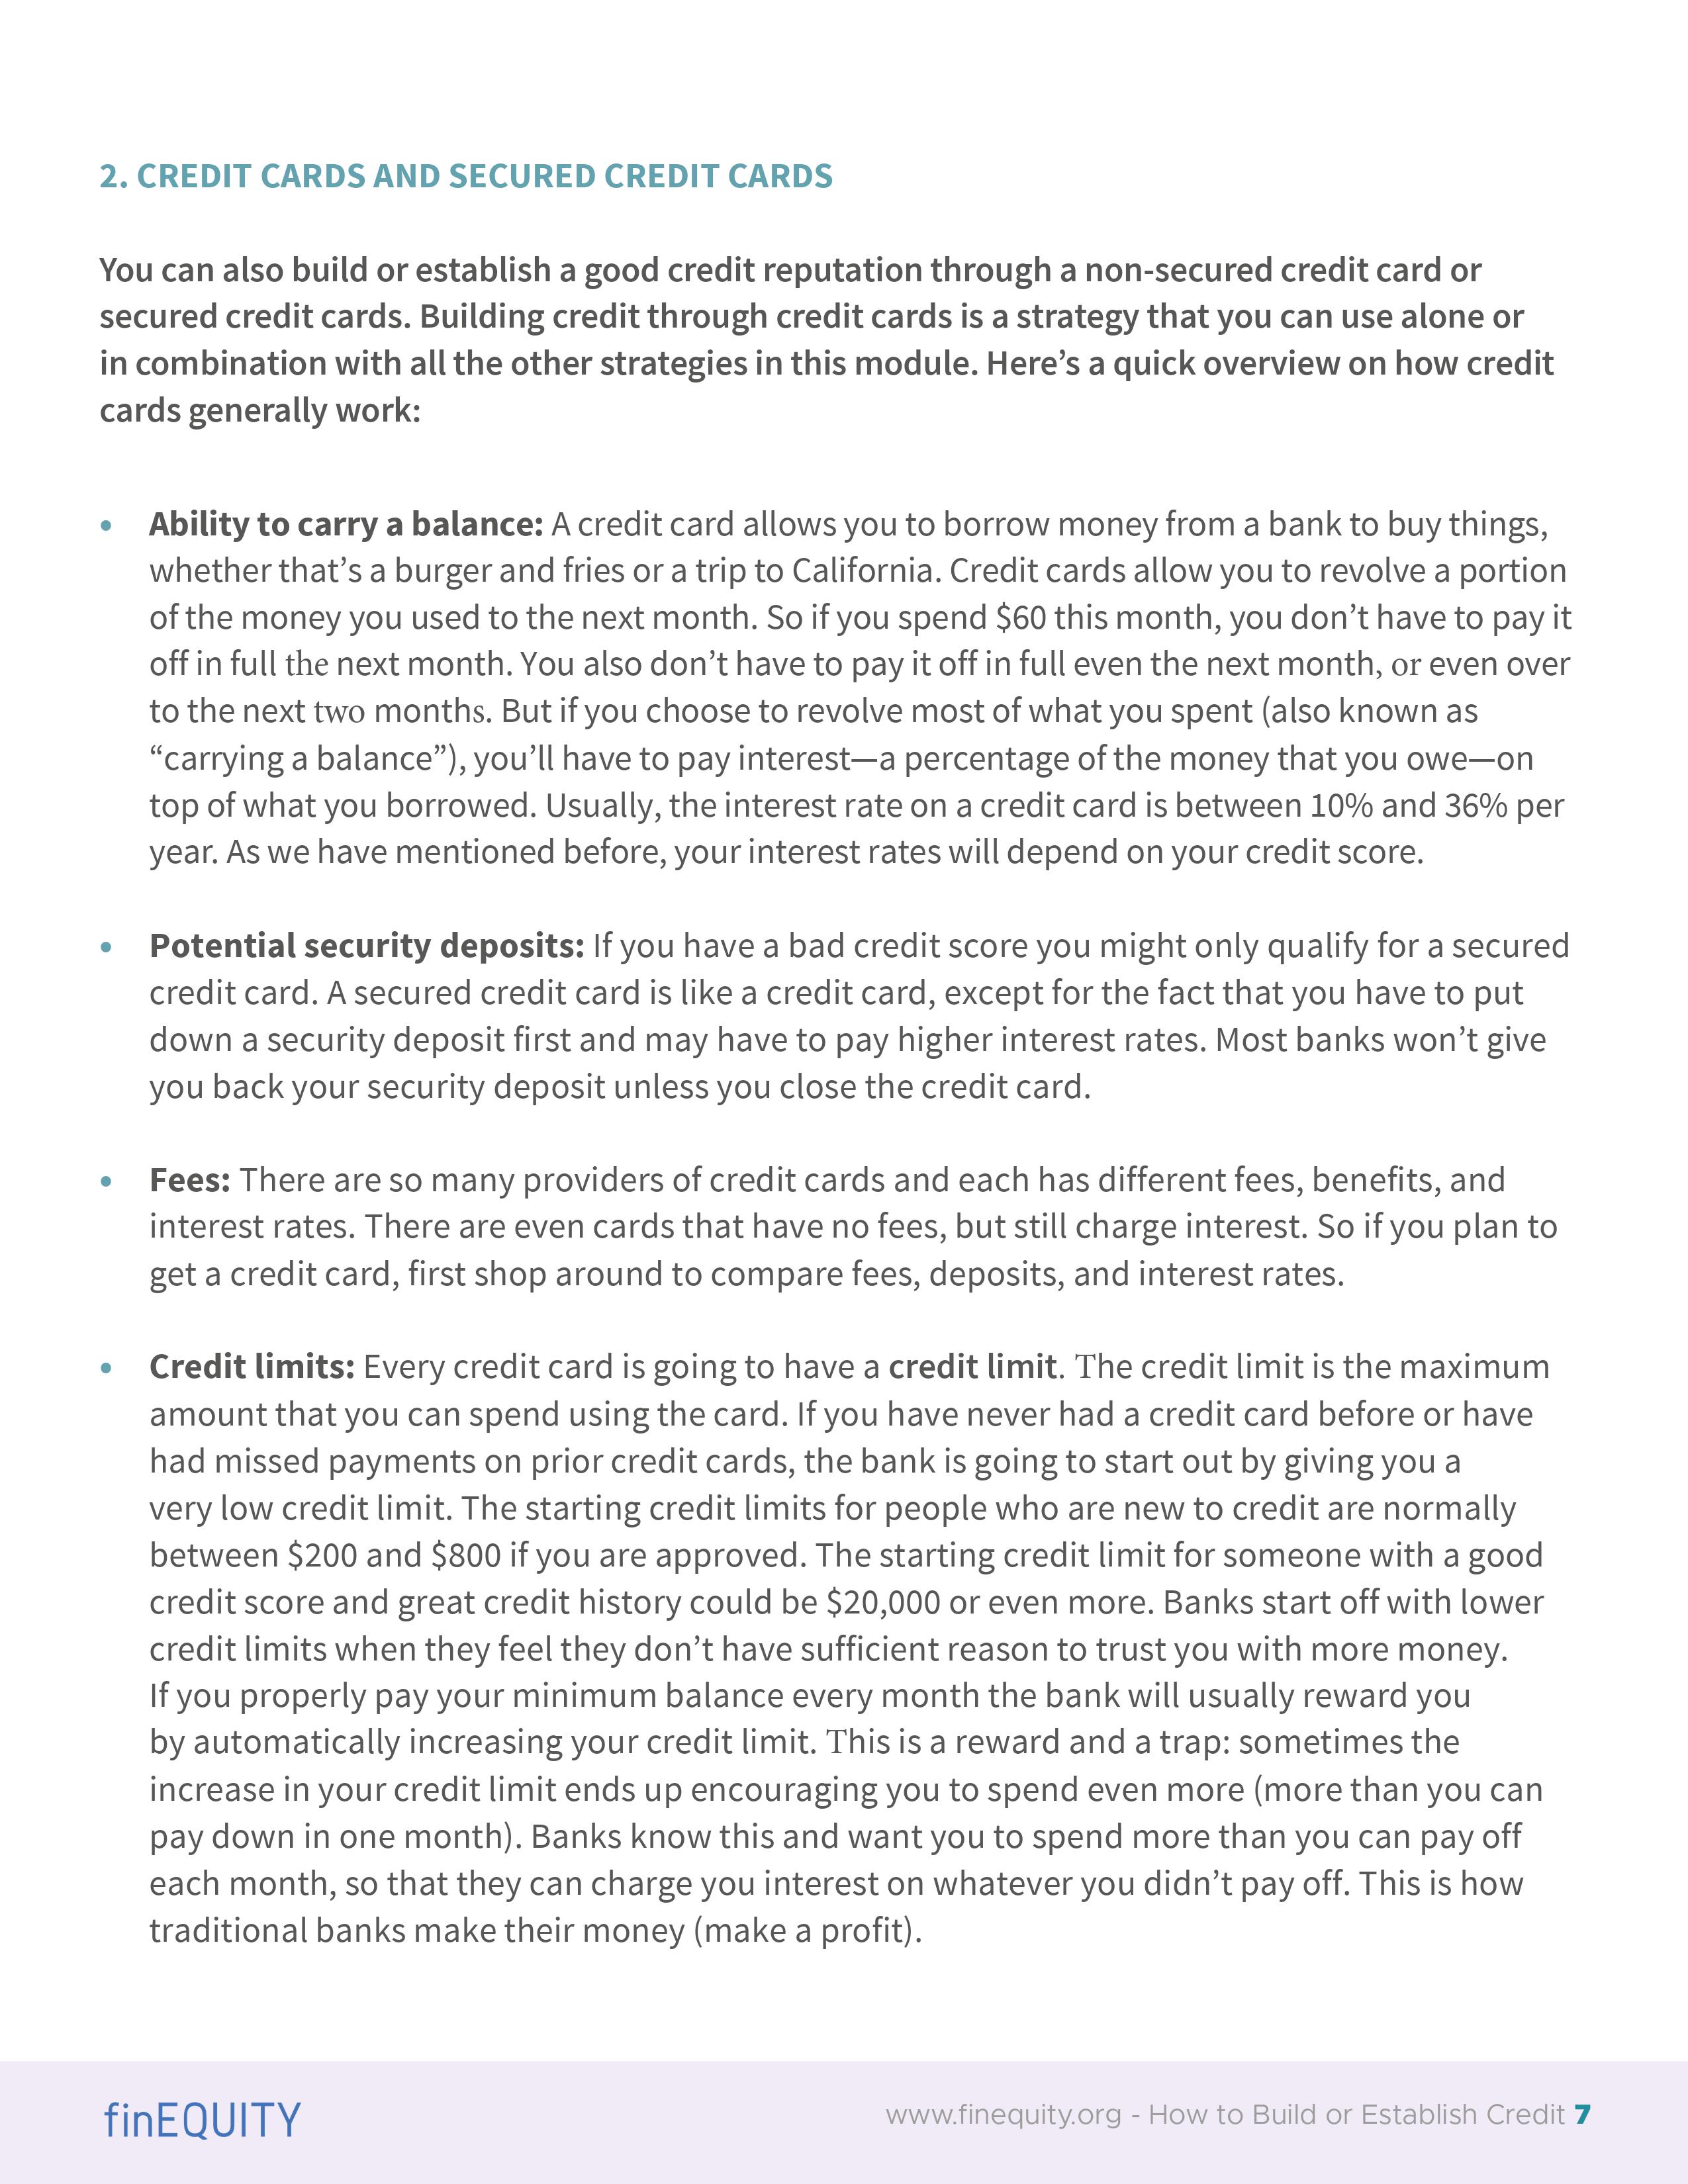 2. CREDIT CARDS AND SECURED CREDIT CARDS
You can also build or establish a good credit reputation through a non-secured credit card or
secured credit cards. Building credit through credit cards is a strategy that you can use alone or
in combination with all the other strategies in this module. Here’s a quick overview on how credit
cards generally work:
• Ability to carry a balance: A credit card allows you to borrow money from a bank to buy things,
whether that’s a burger and fries or a trip to California. Credit cards allow you to revolve a portion
of the money you used to the next month. So if you spend $60 this month, you don’t have to pay it
off in full the next month. You also don’t have to pay it off in full even the next month, or even over
to the next two months. But if you choose to revolve most of what you spent (also known as
“carrying a balance”), you’ll have to pay interest—a percentage of the money that you owe—on
top of what you borrowed. Usually, the interest rate on a credit card is between 10% and 36% per
year. As we have mentioned before, your interest rates will depend on your credit score.
• Potential security deposits: If you have a bad credit score you might only qualify for a secured
credit card. A secured credit card is like a credit card, except for the fact that you have to put
down a security deposit first and may have to pay higher interest rates. Most banks won’t give
you back your security deposit unless you close the credit card.
• Fees: There are so many providers of credit cards and each has different fees, benefits, and
interest rates. There are even cards that have no fees, but still charge interest. So if you plan to
get a credit card, first shop around to compare fees, deposits, and interest rates.
• Credit limits: Every credit card is going to have a credit limit. The credit limit is the maximum
amount that you can spend using the card. If you have never had a credit card before or have
had missed payments on prior credit cards, the bank is going to start out by giving you a
very low credit limit. The starting credit limits for people who are new to credit are normally
between $200 and $800 if you are approved. The starting credit limit for someone with a good
credit score and great credit history could be $20,000 or even more. Banks start off with lower
credit limits when they feel they don’t have sufficient reason to trust you with more money.
If you properly pay your minimum balance every month the bank will usually reward you
by automatically increasing your credit limit. This is a reward and a trap: sometimes the
increase in your credit limit ends up encouraging you to spend even more (more than you can
pay down in one month). Banks know this and want you to spend more than you can pay off
each month, so that they can charge you interest on whatever you didn’t pay off. This is how
traditional banks make their money (make a profit).
finEQUITY
www.finequity.org - How to Build or Establish Credit 7